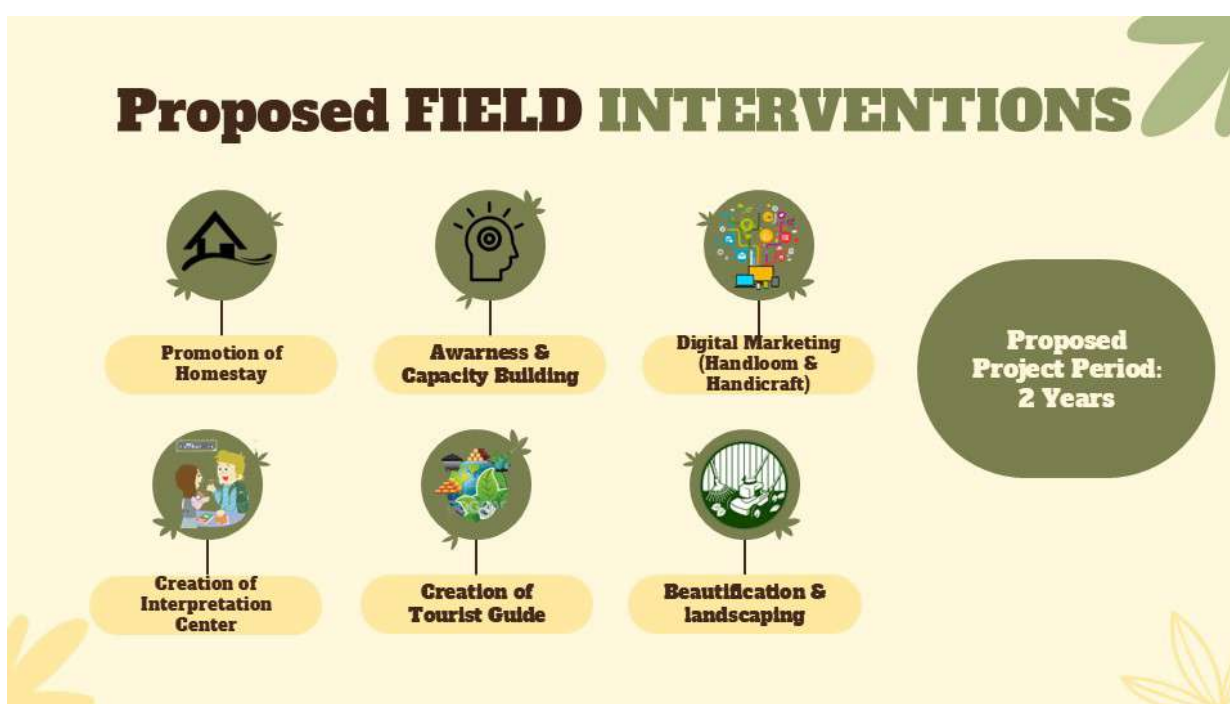 Proposed FIELD INTERVENTIONS
Promotion of
Homestay
Awarness &
Capacity Building
Digital Marketing
(Handloom &
Handicraft)
Proposed
Project Period:
2 Years
Creation of
Interpretation
Center
Creation of
Tourist Guide
Beautification &
landscaping